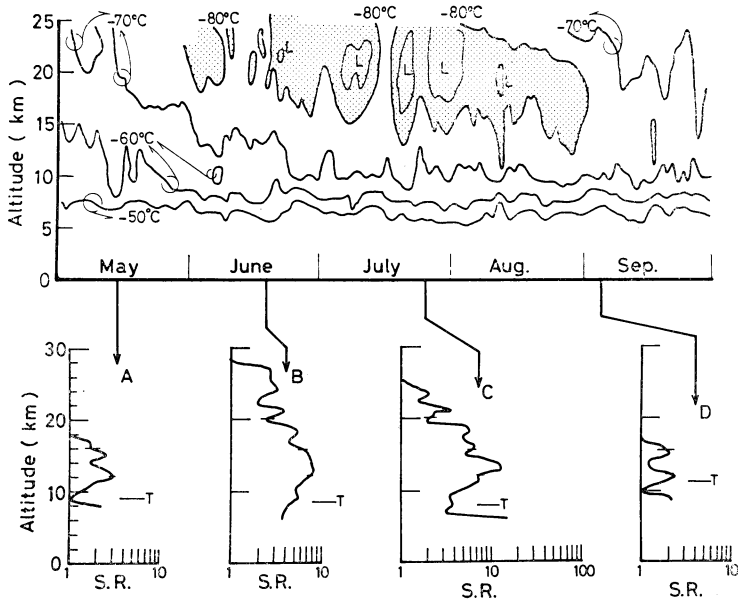 -70°C -80°C -80°C -80°C -70°C
25
20
15
10
5
0
Altitude ( km )
L L L L L
-60°C
-50°C
May June July Aug. Sep.
30
20
10
0
Altitude ( km )
A B C D
T T T T
1 10 1 10 1 10 100 1 10
S.R. S.R. S.R. S.R.